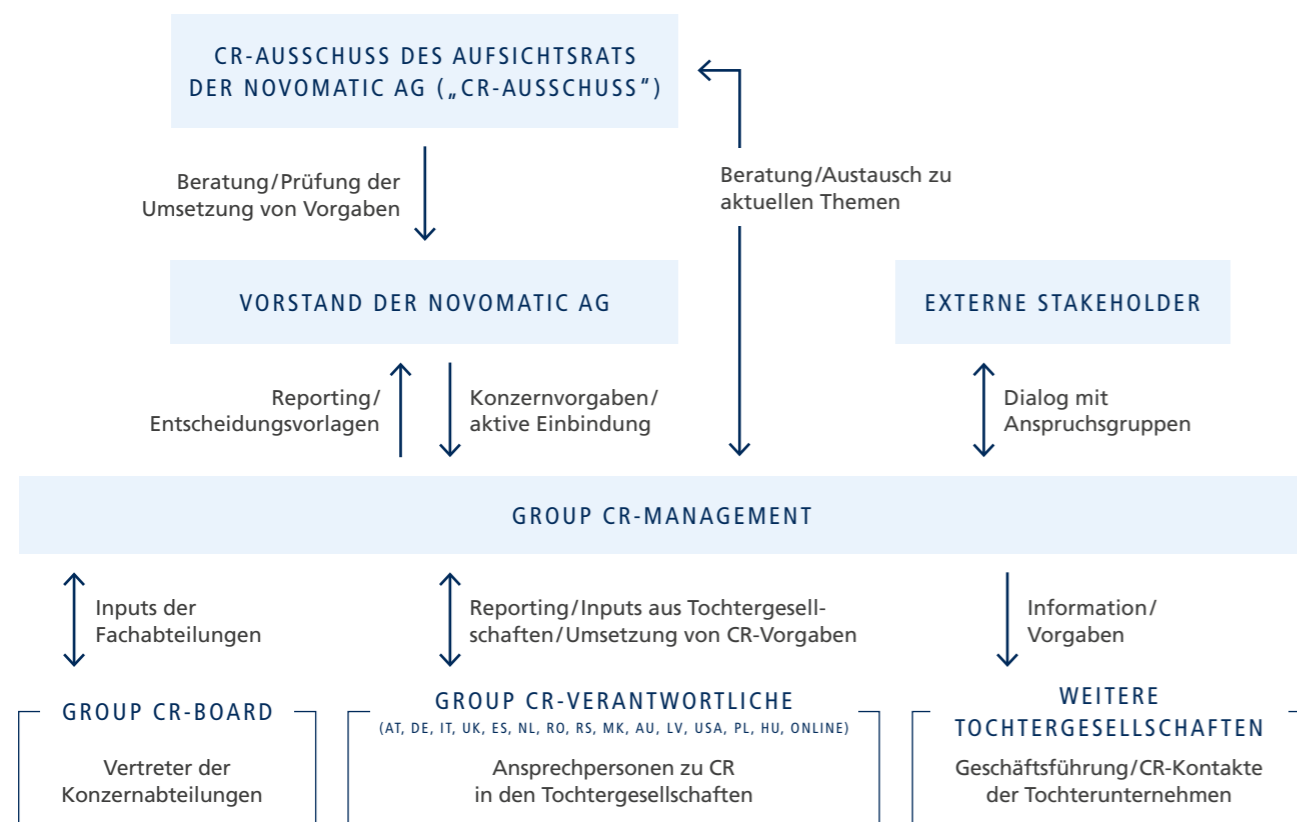 CR-AUSSCHUSS DES AUFSICHTSRATS
DER NOVOMATIC AG („CR-AUSSCHUSS“)
Beratung/Prüfung der
Umsetzung von Vorgaben
Beratung/Austausch zu
aktuellen Themen
VORSTAND DER NOVOMATIC AG
EXTERNE STAKEHOLDER
Reporting/
Entscheidungsvorlagen
Konzernvorgaben/
aktive Einbindung
Dialog mit
Anspruchsgruppen
GROUP CR-MANAGEMENT
Inputs der
Fachabteilungen
Reporting/Inputs aus Tochtergesell-
schaften/Umsetzung von CR-Vorgaben
Information/
Vorgaben
GROUP CR-BOARD
Vertreter der
Konzernabteilungen
GROUP CR-VERANTWORTLICHE
(AT, DE, IT, UK, ES, NL, RO, RS, MK, AU, LV, USA, PL, HU, ONLINE)
Ansprechpersonen zu CR
in den Tochtergesellschaften
WEITERE
TOCHTERGESELLSCHAFTEN
Geschäftsführung/CR-Kontakte
der Tochterunternehmen